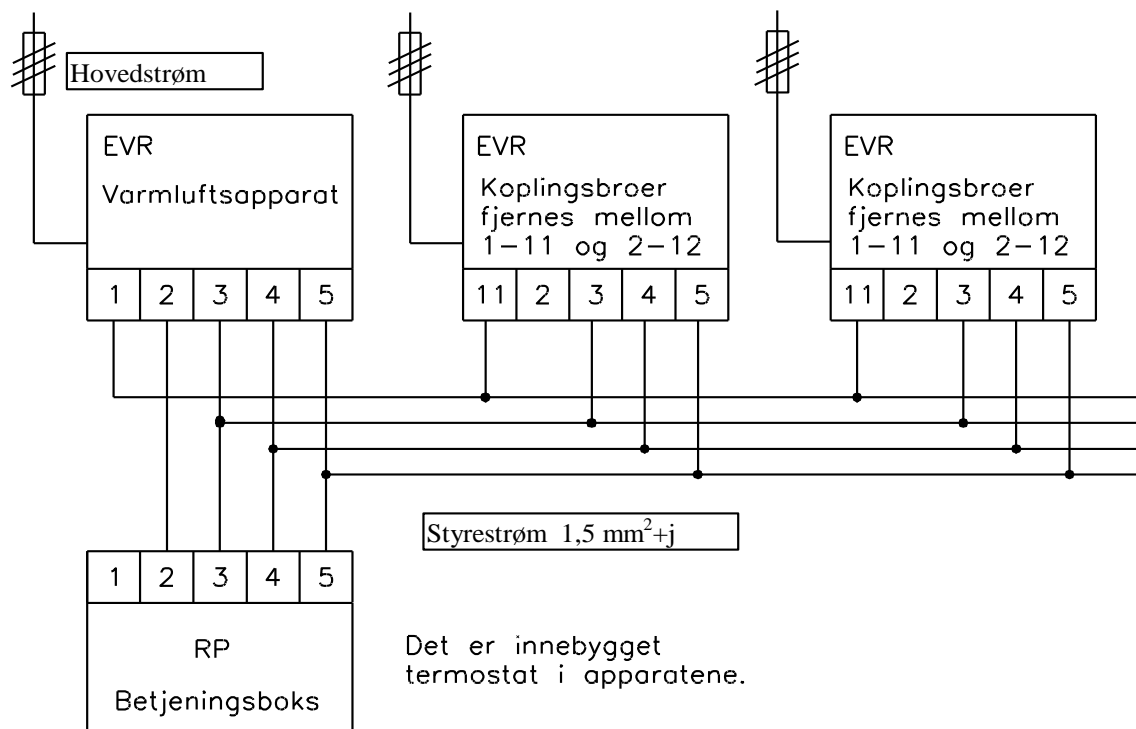 Hovedstrøm
EVR
Varmluftsapparat
1 2 3 4 5
EVR
Koplingsbroer
fjernes mellom
1-11 og 2-12
11 2 3 4 5
EVR
Koplingsbroer
fjernes mellom
1-11 og 2-12
11 2 3 4 5
Styrestrøm 1,5 mm²+j
1 2 3 4 5
RP
Betjeningsboks
Det er innebygget
termostat i apparatene.